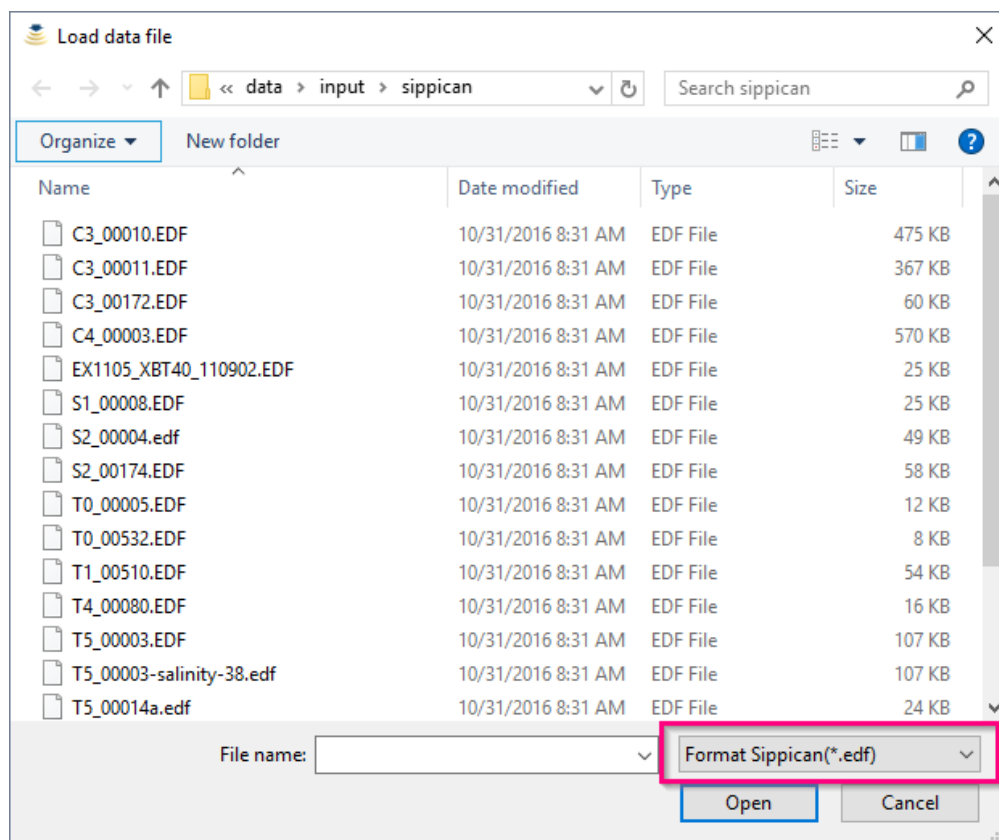 Load data file
« data > input > sippican
Search sippican
Organize
New folder
Name Date modified Type Size
C3_00010.EDF 10/31/2016 8:31 AM EDF File 475 KB
C3_00011.EDF 10/31/2016 8:31 AM EDF File 367 KB
C3_00172.EDF 10/31/2016 8:31 AM EDF File 60 KB
C4_00003.EDF 10/31/2016 8:31 AM EDF File 570 KB
EX1105_XBT40_110902.EDF 10/31/2016 8:31 AM EDF File 25 KB
S1_00008.EDF 10/31/2016 8:31 AM EDF File 25 KB
S2_00004.edf 10/31/2016 8:31 AM EDF File 49 KB
S2_00174.EDF 10/31/2016 8:31 AM EDF File 58 KB
T0_00005.EDF 10/31/2016 8:31 AM EDF File 12 KB
T0_00532.EDF 10/31/2016 8:31 AM EDF File 8 KB
T1_00510.EDF 10/31/2016 8:31 AM EDF File 54 KB
T4_00080.EDF 10/31/2016 8:31 AM EDF File 16 KB
T5_00003.EDF 10/31/2016 8:31 AM EDF File 107 KB
T5_00003-salinity-38.edf 10/31/2016 8:31 AM EDF File 107 KB
T5_00014a.edf 10/31/2016 8:31 AM EDF File 24 KB
File name:
Format Sippican(*.edf)
Open
Cancel